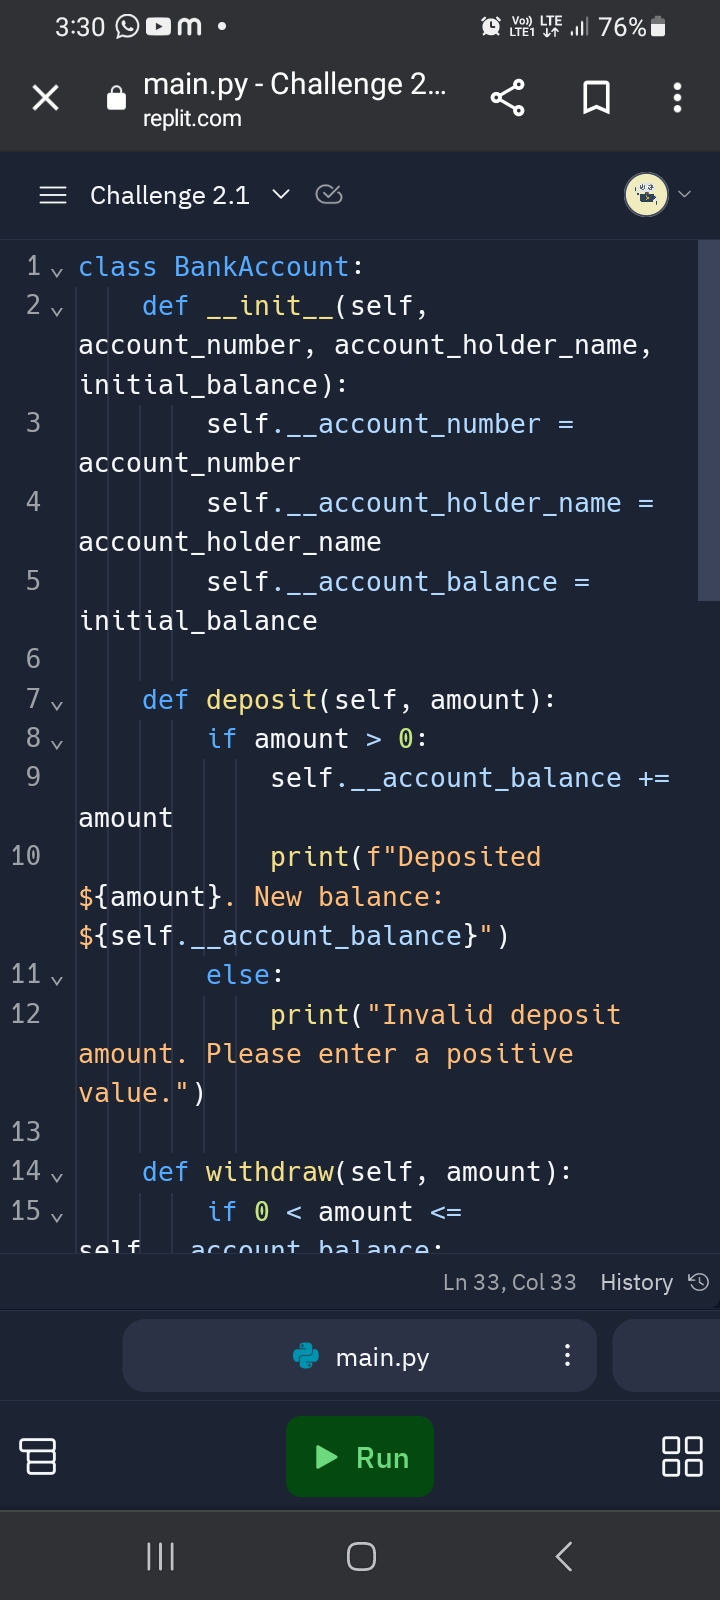 3:30 m • Vo)) LTE1 LTE 76%
main.py - Challenge 2...
replit.com
Challenge 2.1
1 class BankAccount:
2 def __init__(self,
account_number, account_holder_name,
initial_balance):
3 self.__account_number =
account_number
4 self.__account_holder_name =
account_holder_name
5 self.__account_balance =
initial_balance
6
7 def deposit(self, amount):
8 if amount > 0:
9 self.__account_balance +=
amount
10 print(f"Deposited
${amount}. New balance:
${self.__account_balance}")
11 else:
12 print("Invalid deposit
amount. Please enter a positive
value.")
13
14 def withdraw(self, amount):
15 if 0 < amount <=
self.__account_balance:
Ln 33, Col 33 History
main.py
Run